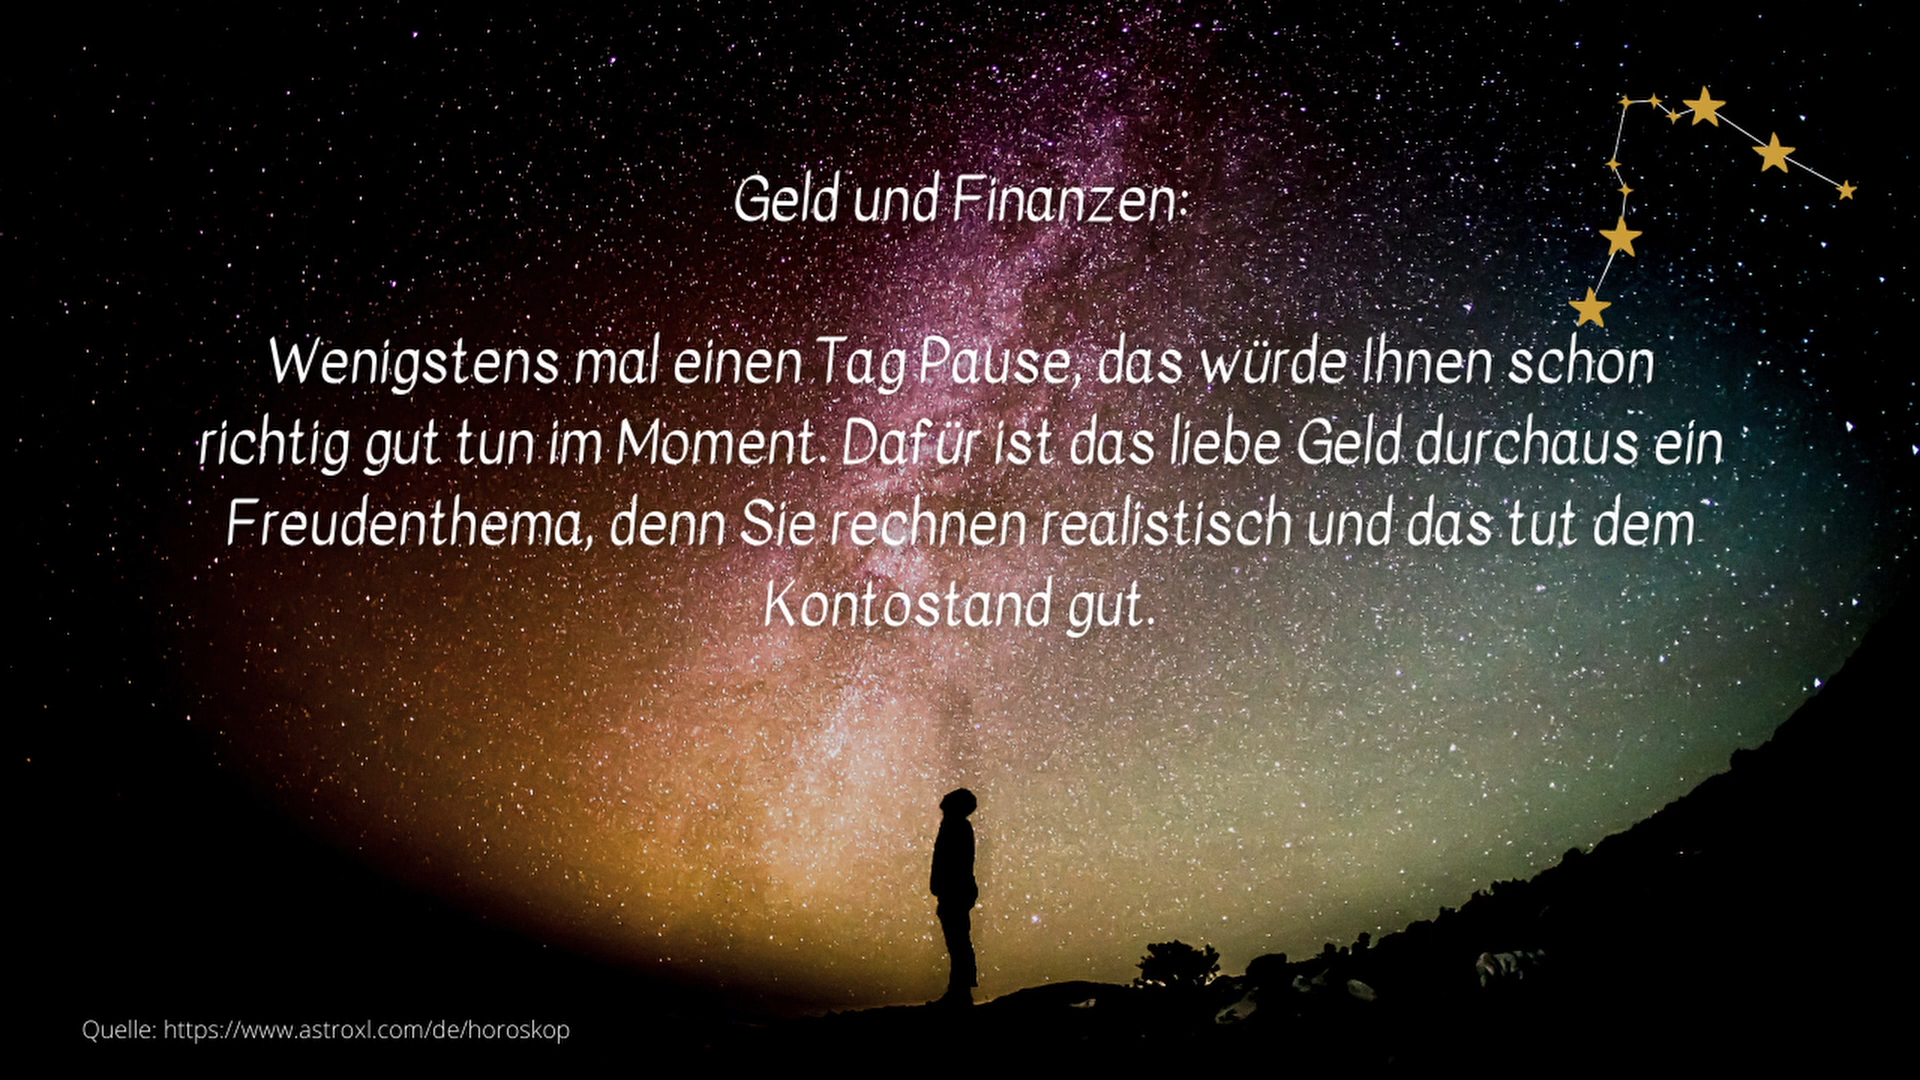 Geld und Finanzen:
Wenigstens mal einen Tag Pause, das würde Ihnen schon
richtig gut tun im Moment. Dafür ist das liebe Geld durchaus ein
Freudenthema, denn Sie rechnen realistisch und das tut dem
Kontostand gut.
Quelle: https://www.astroxl.com/de/horoskop